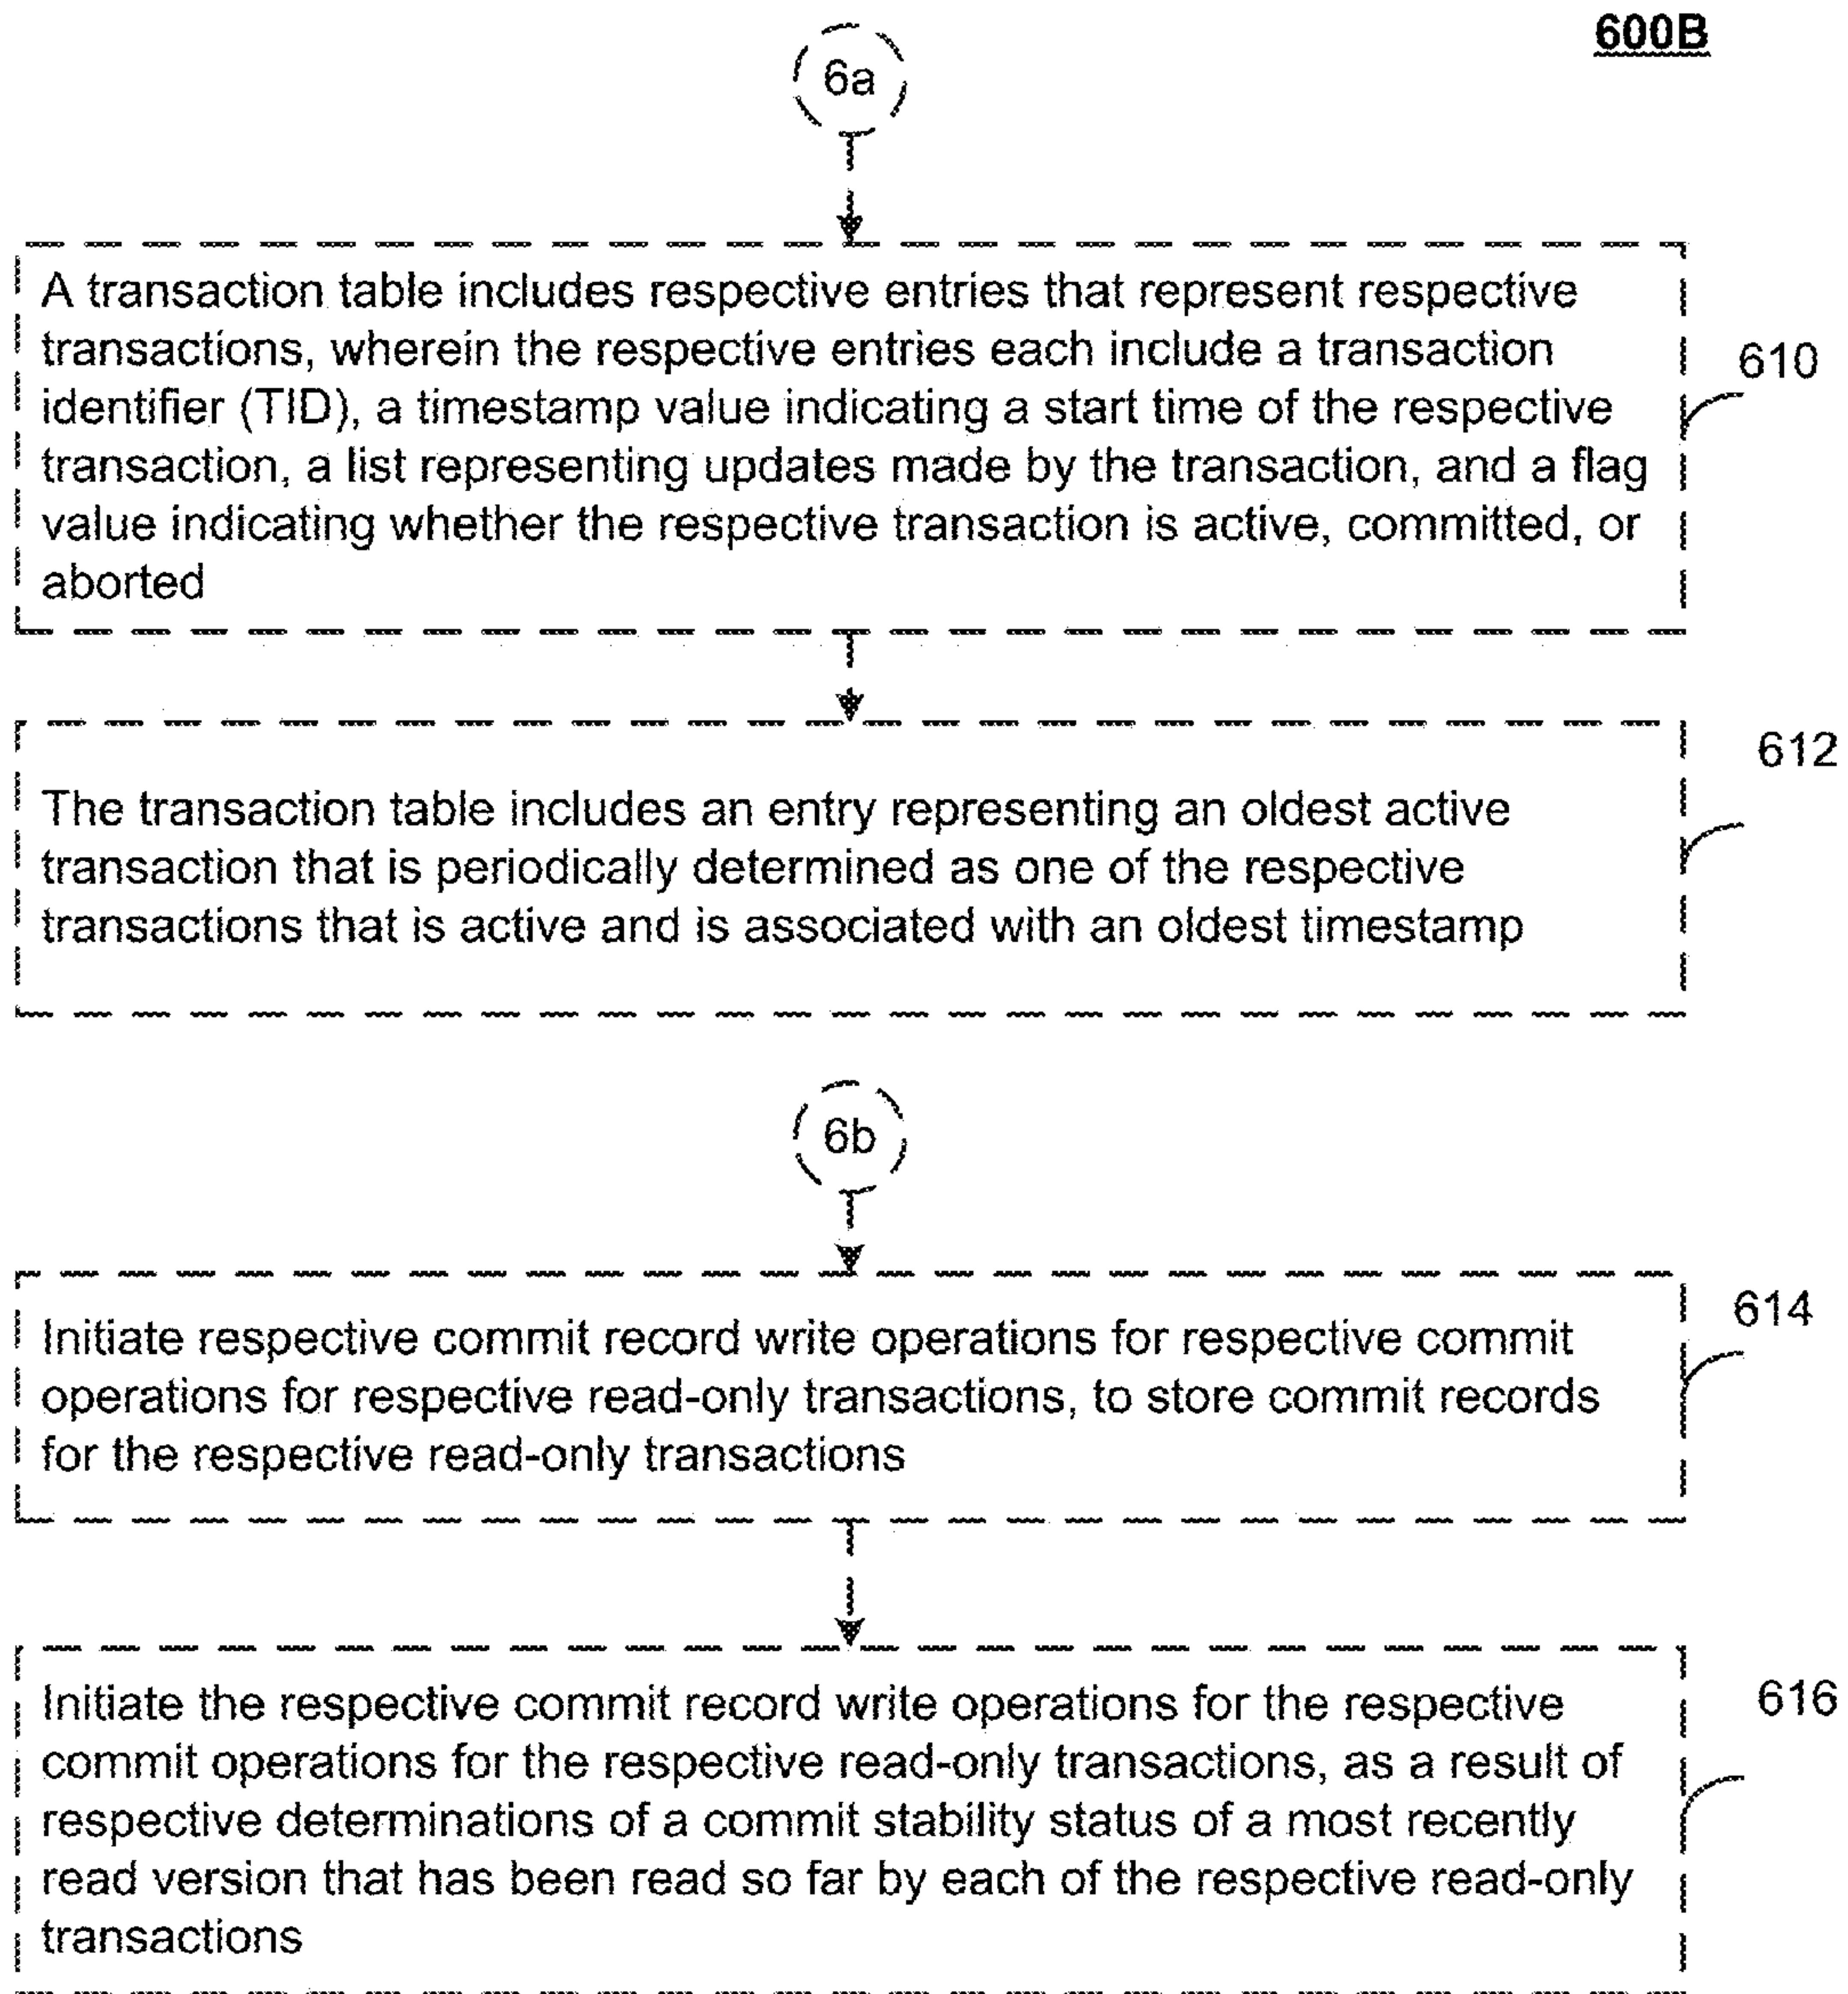 600B
6a
A transaction table includes respective entries that represent respective
transactions, wherein the respective entries each include a transaction
identifier (TID), a timestamp value indicating a start time of the respective
transaction, a list representing updates made by the transaction, and a flag
value indicating whether the respective transaction is active, committed, or
aborted
610
The transaction table includes an entry representing an oldest active
transaction that is periodically determined as one of the respective
transactions that is active and is associated with an oldest timestamp
612
6b
Initiate respective commit record write operations for respective commit
operations for respective read-only transactions, to store commit records
for the respective read-only transactions
614
Initiate the respective commit record write operations for the respective
commit operations for the respective read-only transactions, as a result of
respective determinations of a commit stability status of a most recently
read version that has been read so far by each of the respective read-only
transactions
616